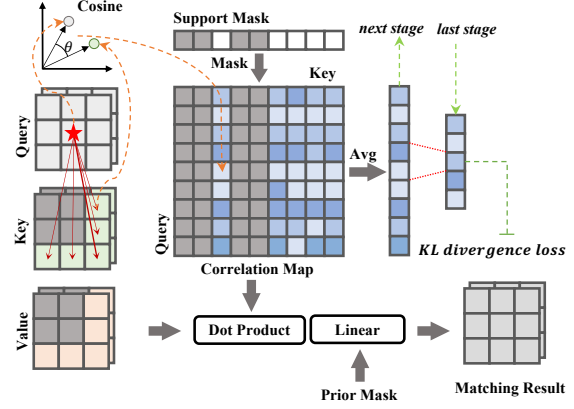 Cosine
θ
Support Mask
next stage
last stage
Mask
Key
Query
Avg
Key
Query
KL divergence loss
Correlation Map
Value
Dot Product
Linear
Prior Mask
Matching Result